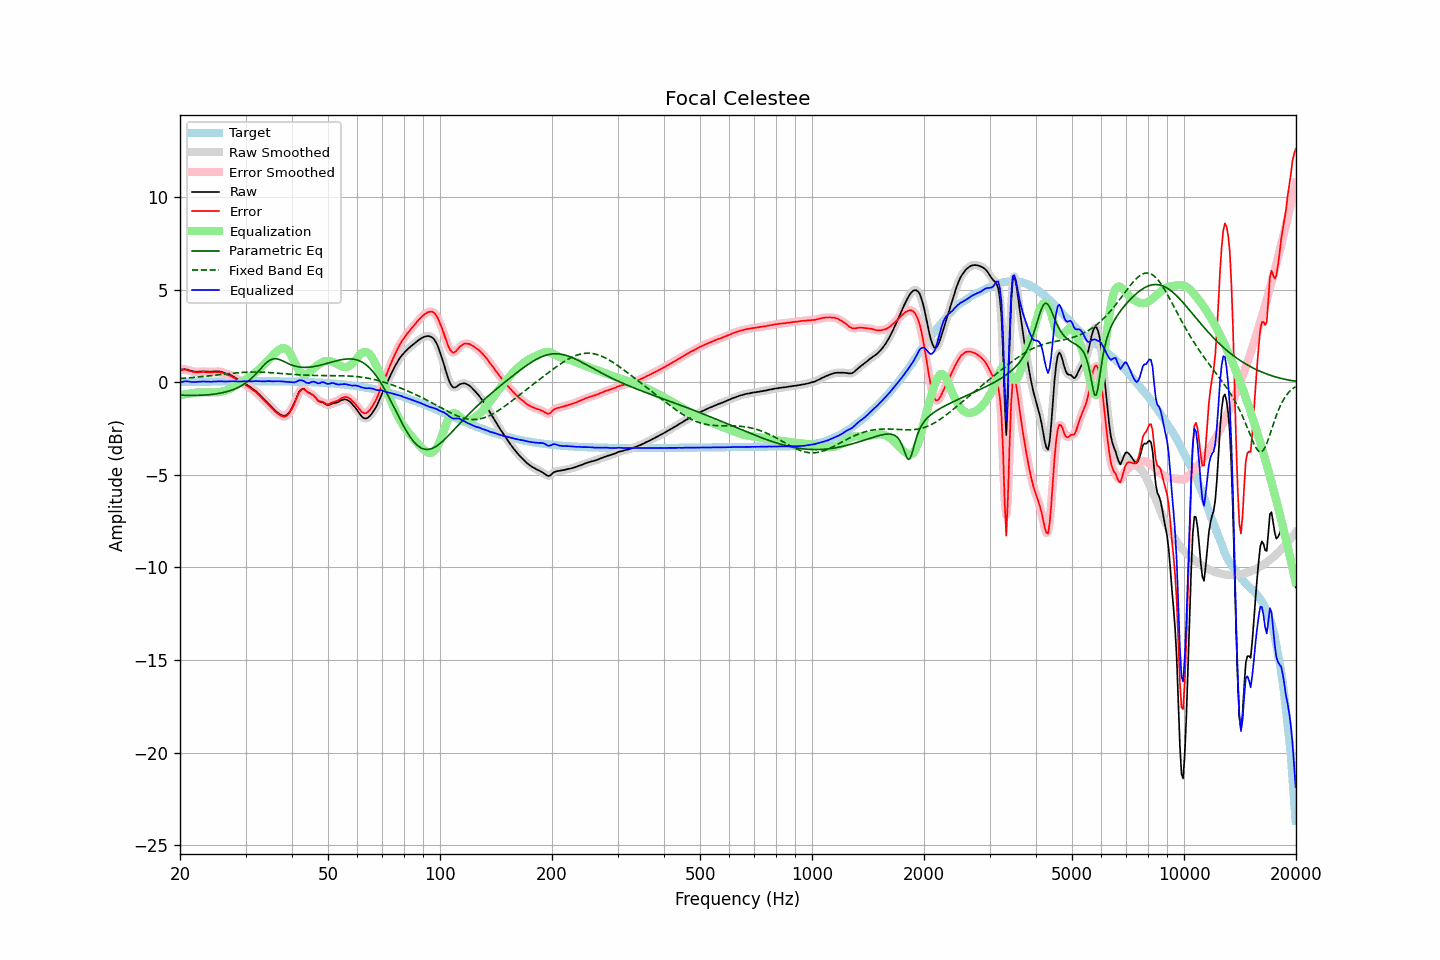 Focal Celestee
Target
Raw Smoothed
Error Smoothed
Raw
Error
Equalization
Parametric Eq
Fixed Band Eq
Equalized
10
5
0
−5
−10
−15
−20
−25
Amplitude (dBr)
20 50 100 200 500 1000 2000 5000 10000 20000
Frequency (Hz)